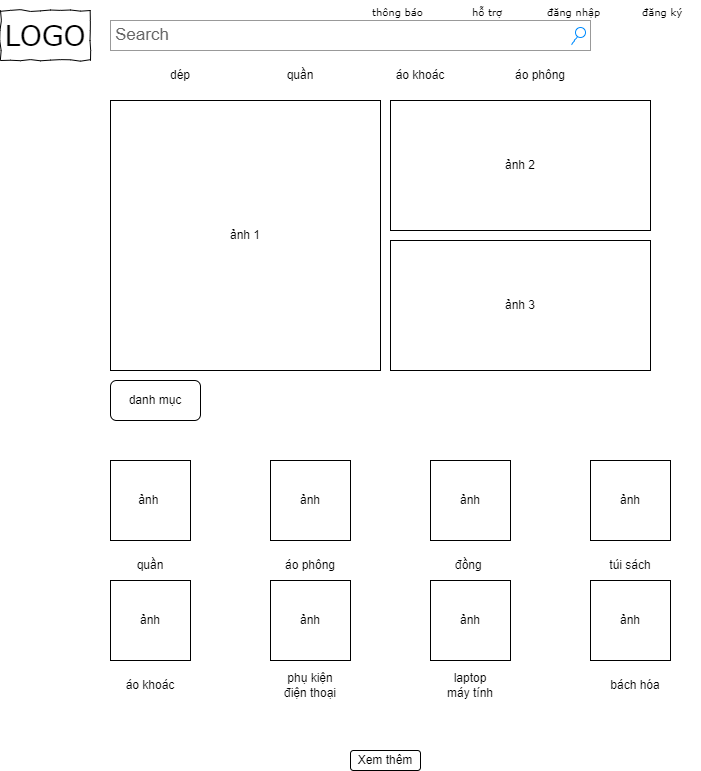 thông báo
hỗ trợ
đăng nhập
đăng ký
LOGO
Search
dép
quần
áo khoác
áo phông
ảnh 1
ảnh 2
ảnh 3
danh mục
ảnh
ảnh
ảnh
ảnh
quần
áo phông
đồng
túi sách
ảnh
ảnh
ảnh
ảnh
áo khoác
phụ kiện
điện thoại
laptop
máy tính
bách hóa
Xem thêm